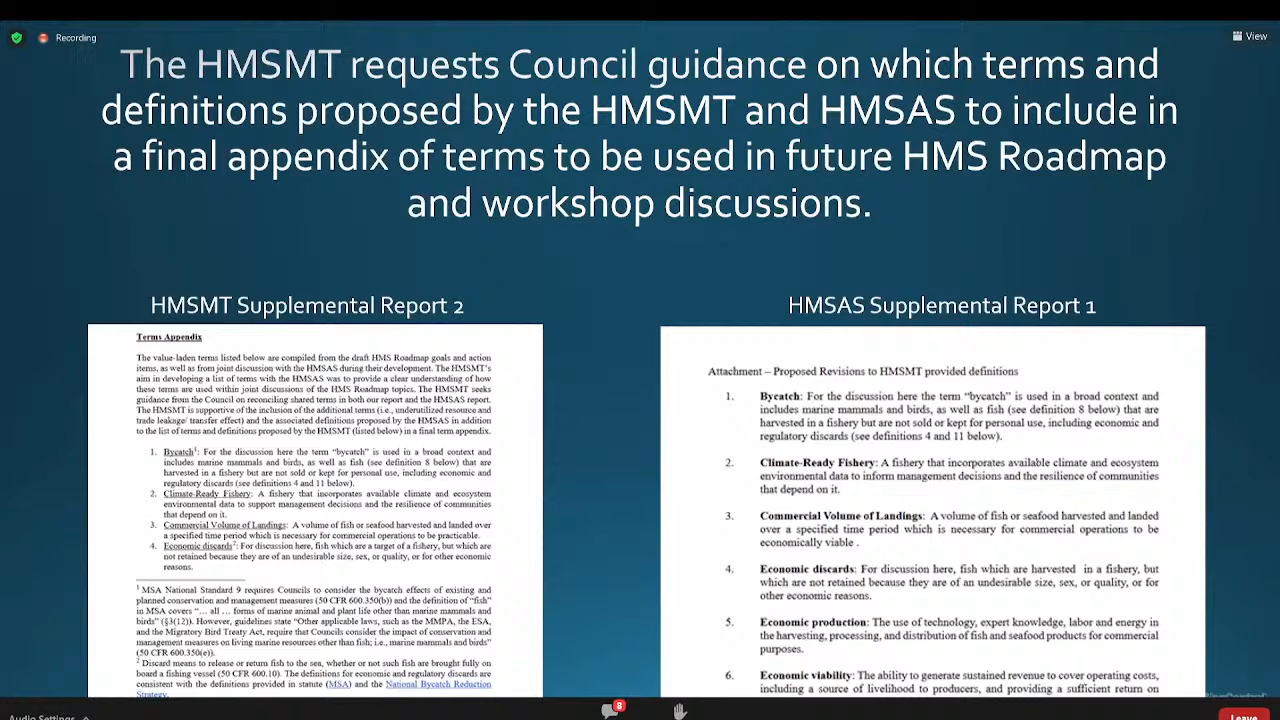 Recording
View
The HMSMT requests Council guidance on which terms and
definitions proposed by the HMSMT and HMSAS to include in
a final appendix of terms to be used in future HMS Roadmap
and workshop discussions.
HMSMT Supplemental Report 2
Terms Appendix
The value-laden terms listed below are compiled from the draft HMS Roadmap goals and action
items, as well as from joint discussion with the HMSAS during their development. The HMSMT's
aim in developing a list of terms with the HMSAS was to provide a clear understanding of how
these terms are used within joint discussions of the HMS Roadmap topics. The HMSMT seeks
guidance from the Council on reconciling shared terms in both our report and the HMSAS report.
The HMSMT is supportive of the inclusion of the additional terms (i.e., underutilized resource and
trade leakage/ transfer effect) and the associated definitions proposed by the HMSAS in addition
to the list of terms and definitions proposed by the HMSMT (listed below) in a final term appendix.
1. Bycatch¹: For the discussion here the term "bycatch" is used in a broad context and
includes marine mammals and birds, as well as fish (see definition 8 below) that are
harvested in a fishery but are not sold or kept for personal use, including economic and
regulatory discards (see definitions 4 and 11 below).
2. Climate-Ready Fishery: A fishery that incorporates available climate and ecosystem
environmental data to support management decisions and the resilience of communities
that depend on it.
3. Commercial Volume of Landings: A volume of fish or seafood harvested and landed over
a specified time period which is necessary for commercial operations to be practicable.
4. Economic discards²: For discussion here, fish which are a target of a fishery, but which are
not retained because they are of an undesirable size, sex, or quality, or for other economic
reasons.
¹ MSA National Standard 9 requires Councils to consider the bycatch effects of existing and
planned conservation and management measures (50 CFR 600.350(b)) and the definition of "fish"
in MSA covers "… all … forms of marine animal and plant life other than marine mammals and
birds" (§3(12)). However, guidelines state "Other applicable laws, such as the MMPA, the ESA,
and the Migratory Bird Treaty Act, require that Councils consider the impact of conservation and
management measures on living marine resources other than fish; i.e., marine mammals and birds"
(50 CFR 600.350(e)).
² Discard means to release or return fish to the sea, whether or not such fish are brought fully on
board a fishing vessel (50 CFR 600.10). The definitions for economic and regulatory discards are
consistent with the definitions provided in statute (MSA) and the National Bycatch Reduction
Strategy.
HMSAS Supplemental Report 1
Attachment – Proposed Revisions to HMSMT provided definitions
1. Bycatch: For the discussion here the term "bycatch" is used in a broad context and
includes marine mammals and birds, as well as fish (see definition 8 below) that are
harvested in a fishery but are not sold or kept for personal use, including economic and
regulatory discards (see definitions 4 and 11 below).
2. Climate-Ready Fishery: A fishery that incorporates available climate and ecosystem
environmental data to inform management decisions and the resilience of communities
that depend on it.
3. Commercial Volume of Landings: A volume of fish or seafood harvested and landed
over a specified time period which is necessary for commercial operations to be
economically viable .
4. Economic discards: For discussion here, fish which are harvested in a fishery, but
which are not retained because they are of an undesirable size, sex, or quality, or for
other economic reasons.
5. Economic production: The use of technology, expert knowledge, labor and energy in
the harvesting, processing, and distribution of fish and seafood products for commercial
purposes.
6. Economic viability: The ability to generate sustained revenue to cover operating costs,
including a source of livelihood to producers, and providing a sufficient return on
Audio Settings
8
Leave